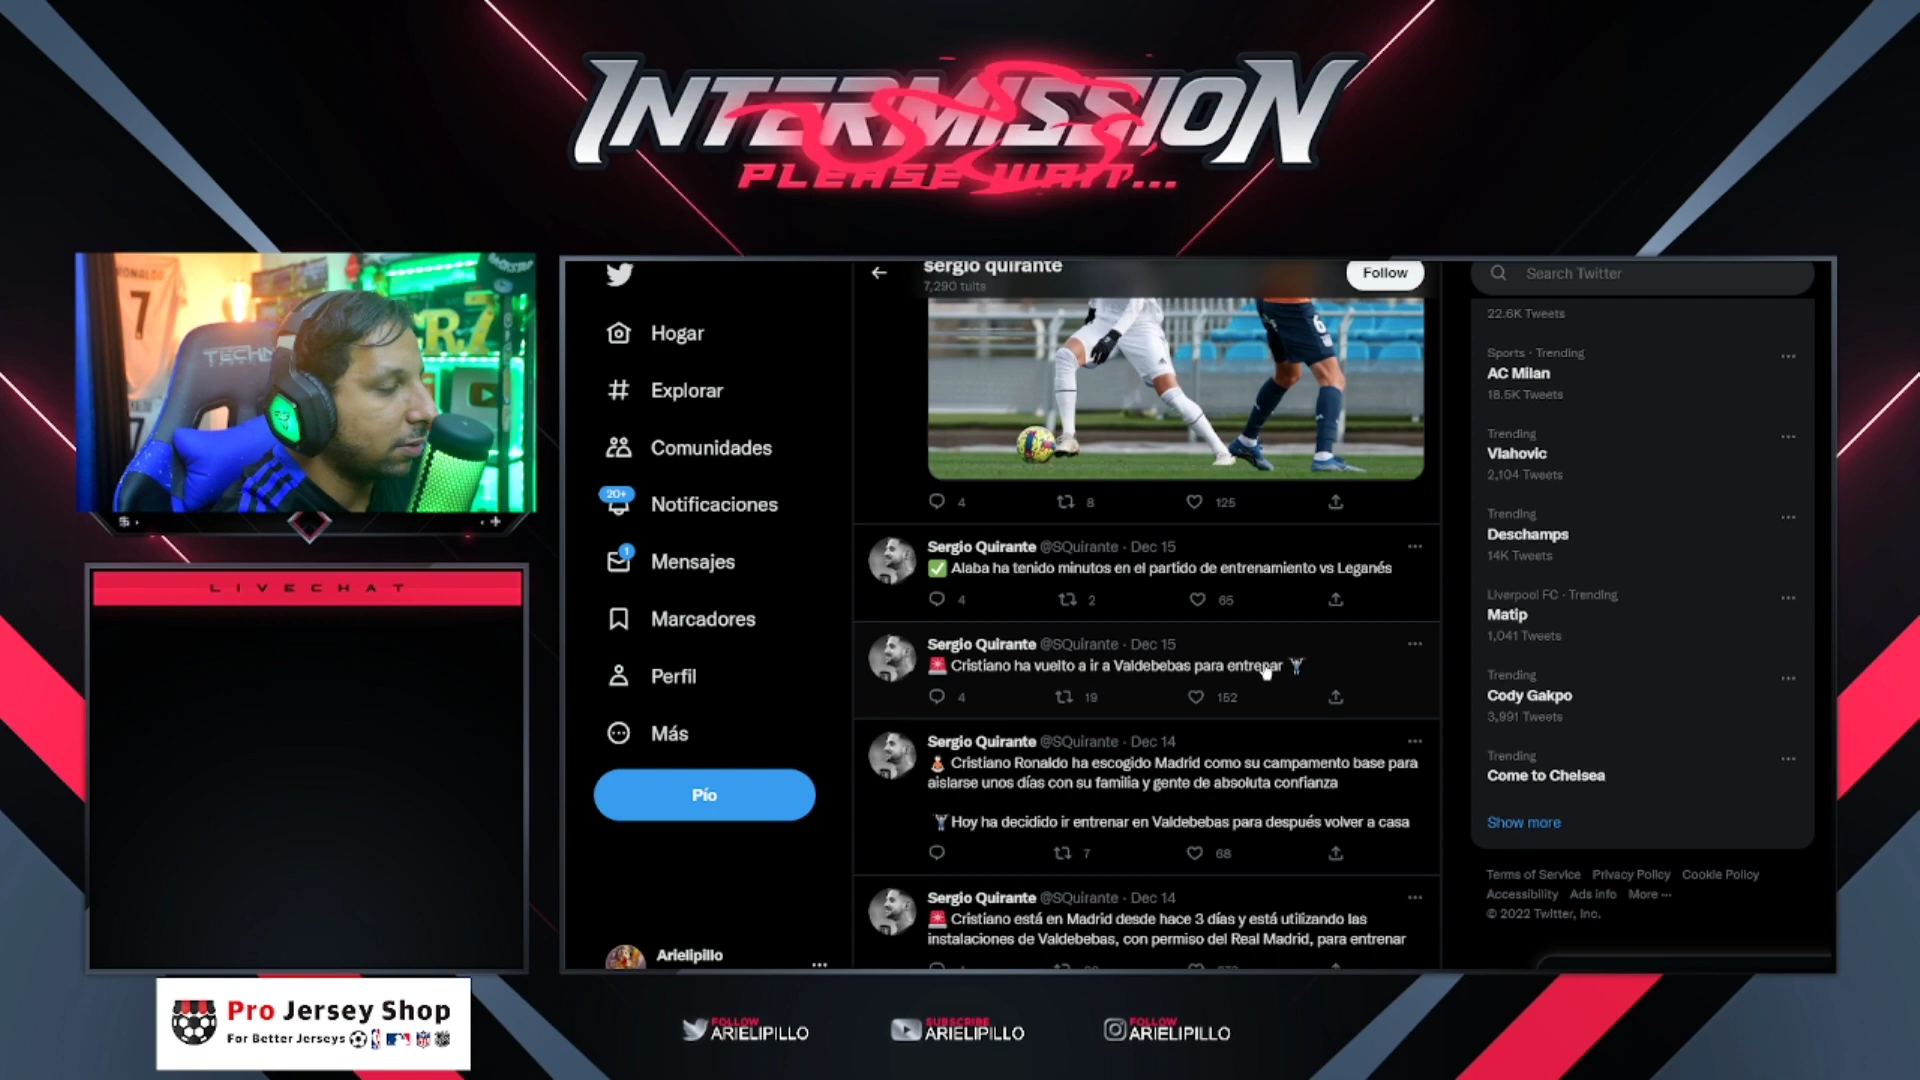 INTERMISSION
PLEASE WAIT...
RONALDO
7
TECHN
CR7
LIVECHAT
Hogar
Explorar
Comunidades
20+
Notificaciones
1
Mensajes
Marcadores
Perfil
Más
Pío
Arielipillo
sergio quirante
7,290 tuits
Follow
6
4 8 125
Sergio Quirante @SQuirante · Dec 15
✅ Alaba ha tenido minutos en el partido de entrenamiento vs Leganés
4 2 65
Sergio Quirante @SQuirante · Dec 15
🚨 Cristiano ha vuelto a ir a Valdebebas para entrenar 🏋
4 19 152
Sergio Quirante @SQuirante · Dec 14
Cristiano Ronaldo ha escogido Madrid como su campamento base para
aislarse unos días con su familia y gente de absoluta confianza
🏋Hoy ha decidido ir entrenar en Valdebebas para después volver a casa
7 68
Sergio Quirante @SQuirante · Dec 14
🚨 Cristiano está en Madrid desde hace 3 días y está utilizando las
instalaciones de Valdebebas, con permiso del Real Madrid, para entrenar
Search Twitter
22.6K Tweets
Sports · Trending
AC Milan
18.5K Tweets
Trending
Vlahovic
2,104 Tweets
Trending
Deschamps
14K Tweets
Liverpool FC · Trending
Matip
1,041 Tweets
Trending
Cody Gakpo
3,991 Tweets
Trending
Come to Chelsea
Show more
Terms of Service Privacy Policy Cookie Policy
Accessibility Ads info More ···
© 2022 Twitter, Inc.
Pro Jersey Shop
For Better Jerseys
FOLLOW
ARIELIPILLO
SUBSCRIBE
ARIELIPILLO
FOLLOW
ARIELIPILLO